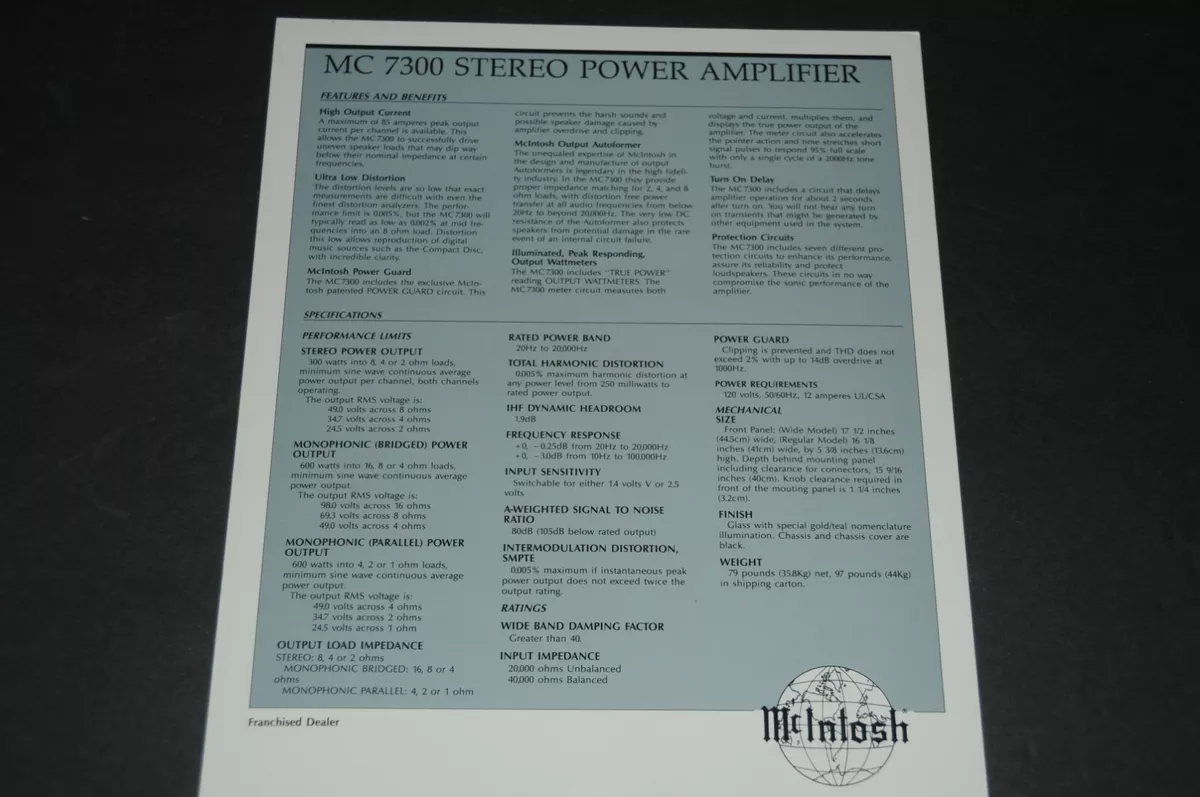 MC 7300 STEREO POWER AMPLIFIER
FEATURES AND BENEFITS
High Output Current
A maximum of 85 amperes peak output
current per channel is available. This
allows the MC7300 to successfully drive
uneven speaker loads that may dip way
below their nominal impedance at certain
frequencies.
Ultra Low Distortion
The distortion levels are so low that exact
measurements are difficult with even the
finest distortion analyzers. The perfor-
mance limit is 0.005%, but the MC7300 will
typically read as low as 0.002% at mid fre-
quencies into an 8 ohm load. Distortion
this low allows reproduction of digital
music sources such as the Compact Disc,
with incredible clarity.
McIntosh Power Guard
The MC7300 includes the exclusive McIn-
tosh patented POWER GUARD circuit. This
circuit prevents the harsh sounds and
possible speaker damage caused by
amplifier overdrive and clipping.
McIntosh Output Autoformer
The unequaled expertise of McIntosh in
the design and manufacture of output
Autoformers is legendary in the high fideli-
ty industry. In the MC7300 they provide
proper impedance matching for 2, 4, and 8
ohm loads, with distortion free power
transfer at all audio frequencies from below
20Hz to beyond 20,000Hz. The very low DC
resistance of the Autoformer also protects
speakers from potential damage in the rare
event of an internal circuit failure.
Illuminated, Peak Responding,
Output Wattmeters
The MC7300 includes "TRUE POWER"
reading OUTPUT WATTMETERS. The
MC7300 meter circuit measures both
voltage and current, multiplies them, and
displays the true power output of the
amplifier. The meter circuit also accelerates
the pointer action and time stretches short
signal pulses to respond 95% full scale
with only a single cycle of a 2000Hz tone
burst.
Turn On Delay
The MC7300 includes a circuit that delays
amplifier operation for about 2 seconds
after turn on. You will not hear any turn
on transients that might be generated by
other equipment used in the system.
Protection Circuits
The MC7300 includes seven different pro-
tection circuits to enhance its performance,
assure its reliability and protect
loudspeakers. These circuits in no way
compromise the sonic performance of the
amplifier.
SPECIFICATIONS
PERFORMANCE LIMITS
STEREO POWER OUTPUT
300 watts into 8, 4 or 2 ohm loads,
minimum sine wave continuous average
power output per channel, both channels
operating.
The output RMS voltage is:
49.0 volts across 8 ohms
34.7 volts across 4 ohms
24.5 volts across 2 ohms
MONOPHONIC (BRIDGED) POWER
OUTPUT
600 watts into 16, 8 or 4 ohm loads,
minimum sine wave continuous average
power output.
The output RMS voltage is:
98.0 volts across 16 ohms
69.3 volts across 8 ohms
49.0 volts across 4 ohms
MONOPHONIC (PARALLEL) POWER
OUTPUT
600 watts into 4, 2 or 1 ohm loads,
minimum sine wave continuous average
power output.
The output RMS voltage is:
49.0 volts across 4 ohms
34.7 volts across 2 ohms
24.5 volts across 1 ohm
OUTPUT LOAD IMPEDANCE
STEREO: 8, 4 or 2 ohms
MONOPHONIC BRIDGED: 16, 8 or 4
ohms
MONOPHONIC PARALLEL: 4, 2 or 1 ohm
RATED POWER BAND
20Hz to 20,000Hz
TOTAL HARMONIC DISTORTION
0.005% maximum harmonic distortion at
any power level from 250 milliwatts to
rated power output.
IHF DYNAMIC HEADROOM
1.9dB
FREQUENCY RESPONSE
+0, −0.25dB from 20Hz to 20,000Hz
+0, −3.0dB from 10Hz to 100,000Hz
INPUT SENSITIVITY
Switchable for either 1.4 volts V or 2.5
volts
A-WEIGHTED SIGNAL TO NOISE
RATIO
80dB (105dB below rated output)
INTERMODULATION DISTORTION,
SMPTE
0.005% maximum if instantaneous peak
power output does not exceed twice the
output rating.
RATINGS
WIDE BAND DAMPING FACTOR
Greater than 40.
INPUT IMPEDANCE
20,000 ohms Unbalanced
40,000 ohms Balanced
POWER GUARD
Clipping is prevented and THD does not
exceed 2% with up to 14dB overdrive at
1000Hz.
POWER REQUIREMENTS
120 volts, 50/60Hz, 12 amperes UL/CSA
MECHANICAL
SIZE
Front Panel: (Wide Model) 17 1/2 inches
(44.5cm) wide, (Regular Model) 16 1/8
inches (41cm) wide, by 5 3/8 inches (13.6cm)
high. Depth behind mounting panel
including clearance for connectors, 15 9/16
inches (40cm). Knob clearance required in
front of the mouting panel is 1 1/4 inches
(3.2cm).
FINISH
Glass with special gold/teal nomenclature
illumination. Chassis and chassis cover are
black.
WEIGHT
79 pounds (35.8Kg) net, 97 pounds (44Kg)
in shipping carton.
Franchised Dealer
McIntosh®